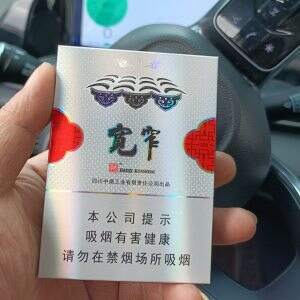 宽窄
四川中烟工业有限责任公司出品
本公司提示
吸烟有害健康
请勿在禁烟场所吸烟